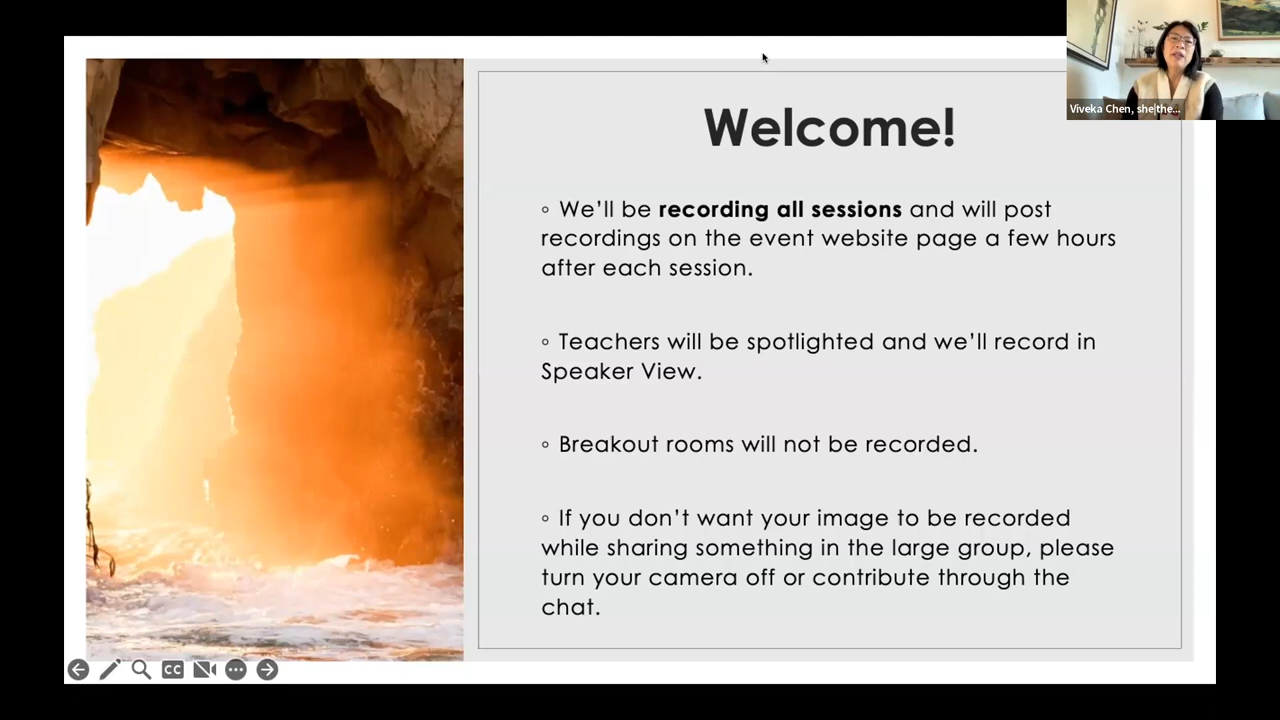 Viveka Chen, she|the...
Welcome!
◦ We’ll be recording all sessions and will post
recordings on the event website page a few hours
after each session.
◦ Teachers will be spotlighted and we’ll record in
Speaker View.
◦ Breakout rooms will not be recorded.
◦ If you don’t want your image to be recorded
while sharing something in the large group, please
turn your camera off or contribute through the
chat.
CC